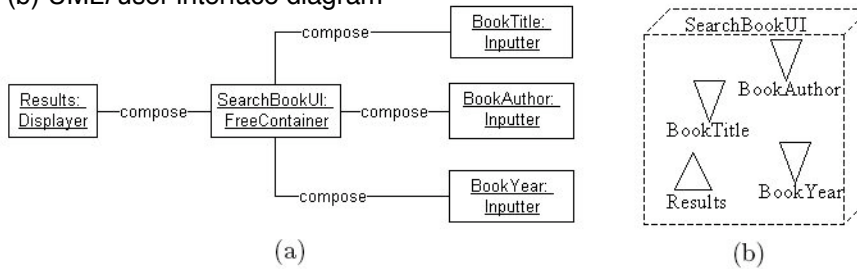 (b) UMLi user interface diagram
BookTitle:
Inputter
compose
Results:
Displayer
compose
SearchBookUI:
FreeContainer
compose
BookAuthor:
Inputter
compose
BookYear:
Inputter
(a)
SearchBookUI
BookAuthor
BookTitle
Results
BookYear
(b)